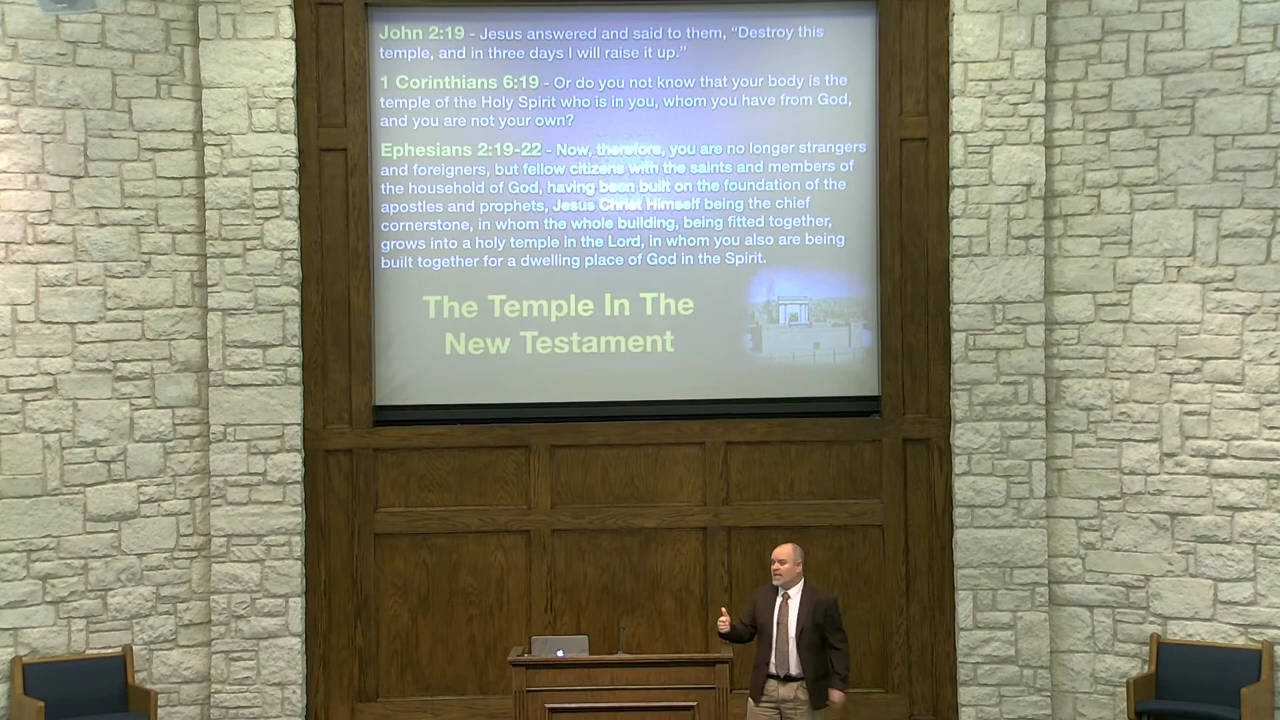 John 2:19 - Jesus answered and said to them, “Destroy this
temple, and in three days I will raise it up.”
1 Corinthians 6:19 - Or do you not know that your body is the
temple of the Holy Spirit who is in you, whom you have from God,
and you are not your own?
Ephesians 2:19-22 - Now, therefore, you are no longer strangers
and foreigners, but fellow citizens with the saints and members of
the household of God, having been built on the foundation of the
apostles and prophets, Jesus Christ Himself being the chief
cornerstone, in whom the whole building, being fitted together,
grows into a holy temple in the Lord, in whom you also are being
built together for a dwelling place of God in the Spirit.
The Temple In The
New Testament